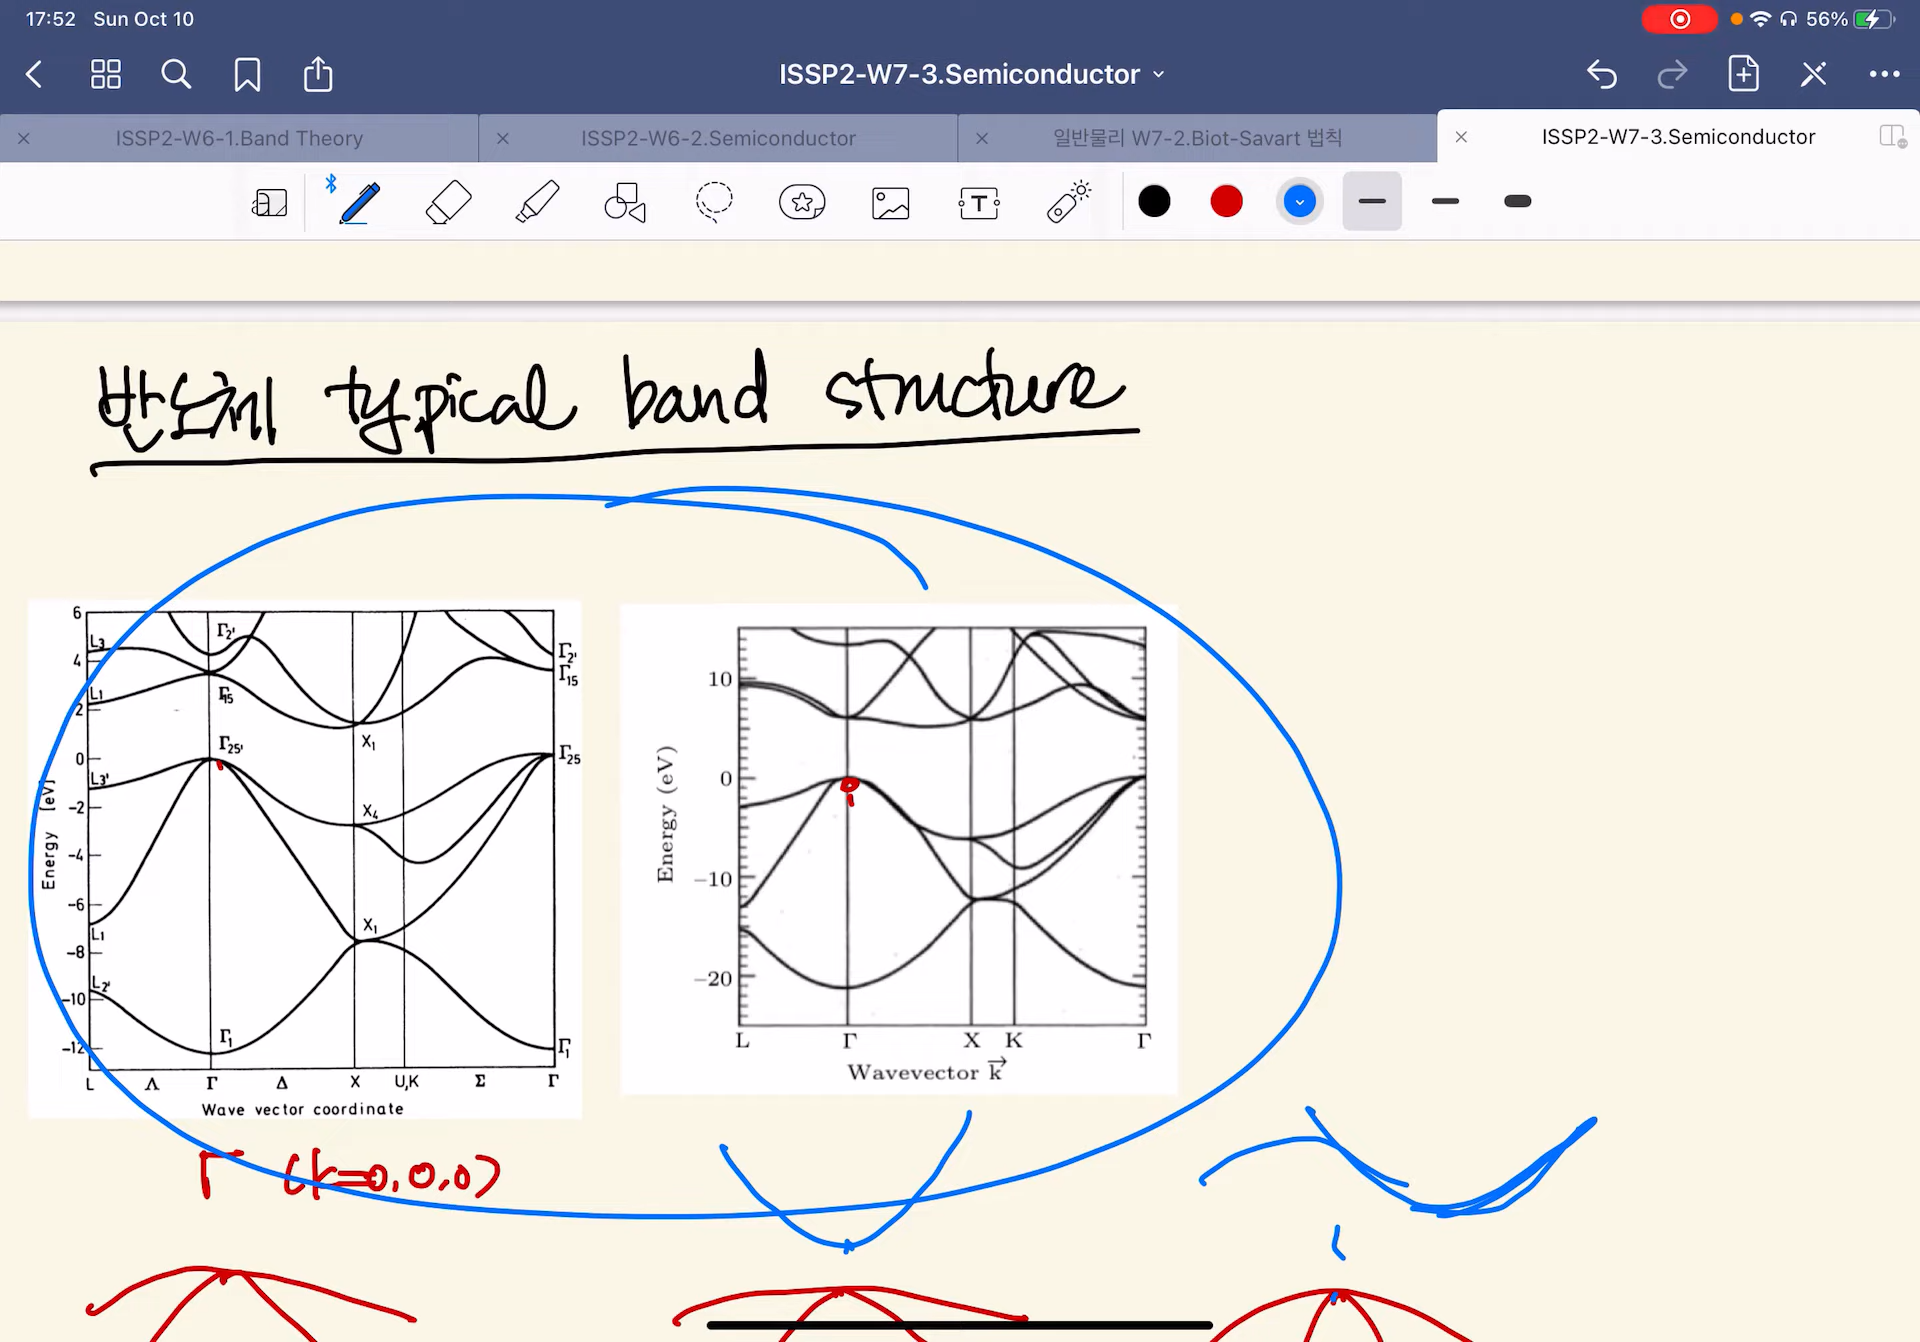 17:52 Sun Oct 10
56%
ISSP2-W7-3.Semiconductor
ISSP2-W6-1.Band Theory
ISSP2-W6-2.Semiconductor
일반물리 W7-2.Biot-Savart 법칙
ISSP2-W7-3.Semiconductor
T
반도체 typical band structure
6
4
2
0
-2
-4
-6
-8
-10
-12
Energy [eV]
L3
L1
L3'
L1
L2'
Γ2'
Γ15
Γ25'
Γ1
X1
X4
X1
Γ2'
Γ15
Γ25
Γ1
L Λ Γ Δ X U,K Σ Γ
Wave vector coordinate
10
0
-10
-20
Energy (eV)
L Γ X K Γ
Wavevector k
Γ (k=0,0,0)